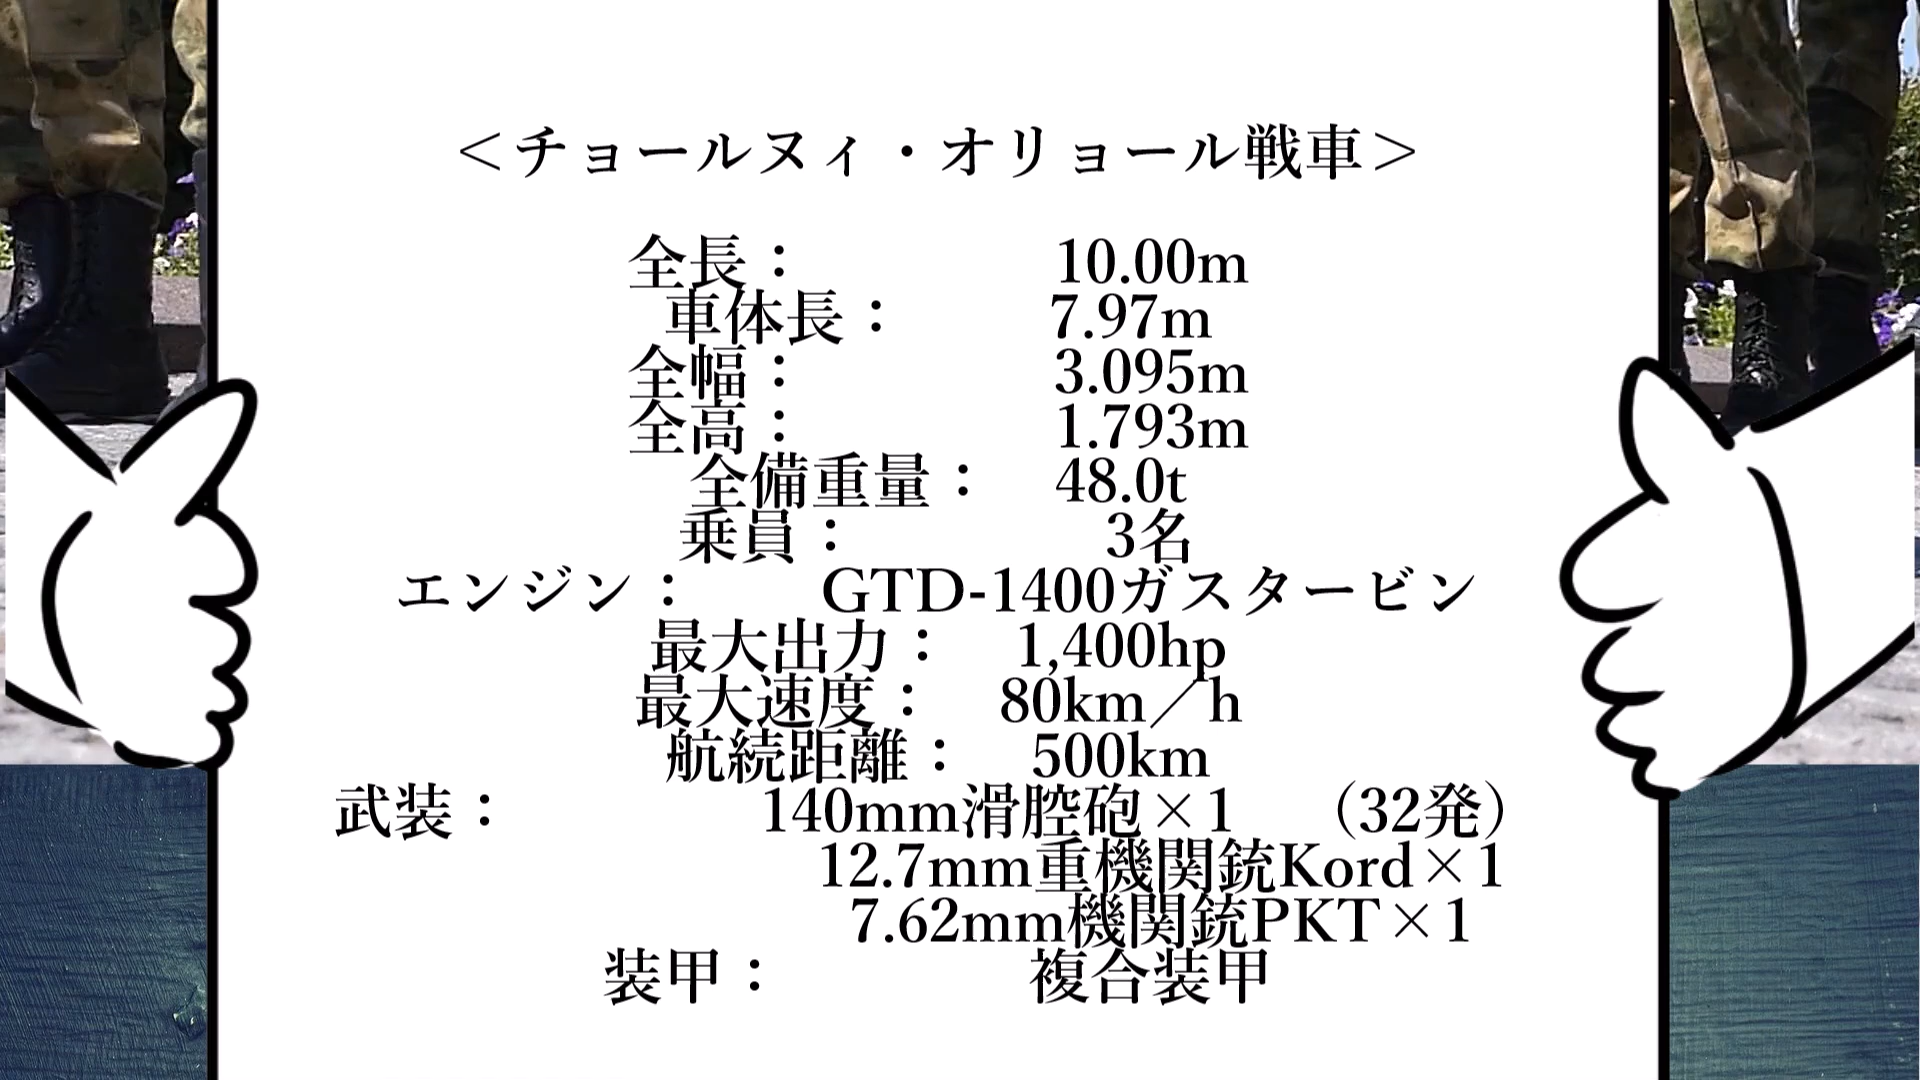 ＜チョールヌィ・オリョール戦車＞
全長： 10.00m
車体長： 7.97m
全幅： 3.095m
全高： 1.793m
全備重量： 48.0t
乗員： 3名
エンジン： GTD-1400ガスタービン
最大出力： 1,400hp
最大速度： 80km／h
航続距離： 500km
武装： 140mm滑腔砲×1 （32発）
12.7mm重機関銃Kord×1
7.62mm機関銃PKT×1
装甲： 複合装甲